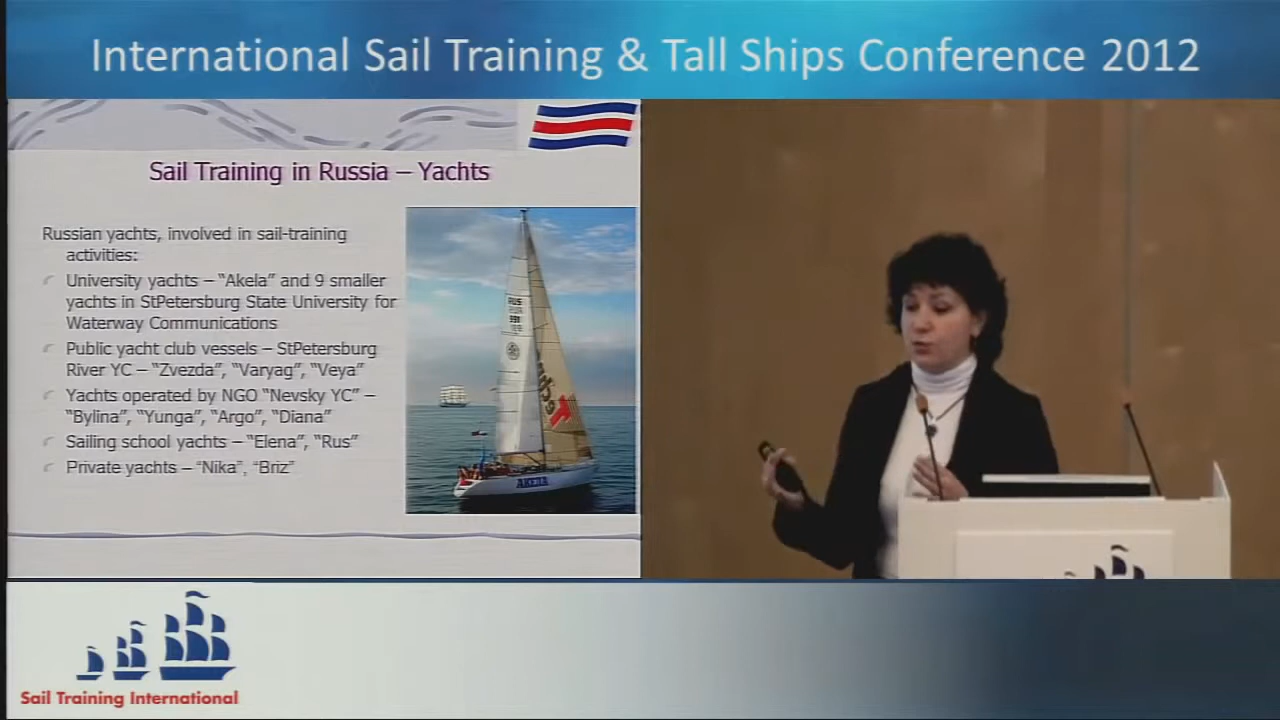 International Sail Training & Tall Ships Conference 2012
Sail Training in Russia – Yachts
Russian yachts, involved in sail-training
activities:
University yachts – “Akela” and 9 smaller
yachts in StPetersburg State University for
Waterway Communications
Public yacht club vessels – StPetersburg
River YC – “Zvezda”, “Varyag”, “Veya”
Yachts operated by NGO “Nevsky YC” –
“Bylina”, “Yunga”, “Argo”, “Diana”
Sailing school yachts – “Elena”, “Rus”
Private yachts – “Nika”, “Briz”
RUS
AKELA
Sail Training International